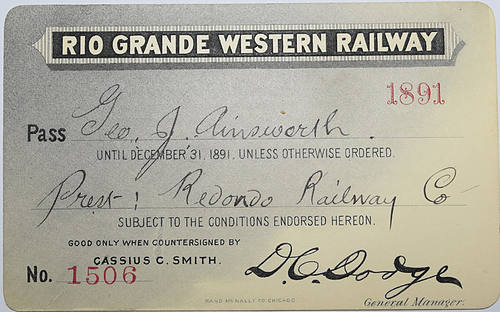 RIO GRANDE WESTERN RAILWAY
1891
Pass Geo. J. Ainsworth.
UNTIL DECEMBER 31, 1891, UNLESS OTHERWISE ORDERED.
Prest; Redondo Railway Co
SUBJECT TO THE CONDITIONS ENDORSED HEREON.
GOOD ONLY WHEN COUNTERSIGNED BY
CASSIUS C. SMITH.
No. 1506
D.C. Dodge
General Manager.
RAND MCNALLY TO CHICAGO